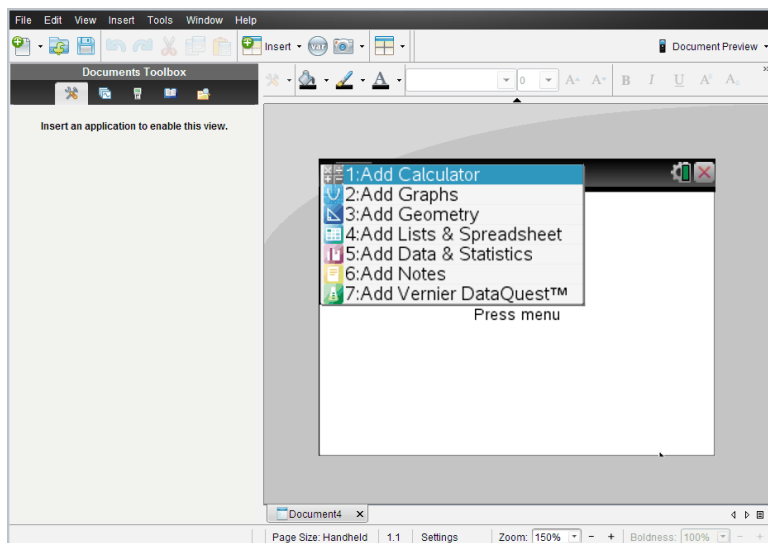 File Edit View Insert Tools Window Help
Insert var Document Preview
Documents Toolbox
0 A▴ A▾ B I U Aᵃ Aₐ
Insert an application to enable this view.
1:Add Calculator
2:Add Graphs
3:Add Geometry
4:Add Lists & Spreadsheet
5:Add Data & Statistics
6:Add Notes
7:Add Vernier DataQuest™
Press menu
Document4 X
Page Size: Handheld 1.1 Settings Zoom: 150% - + Boldness: 100% - +